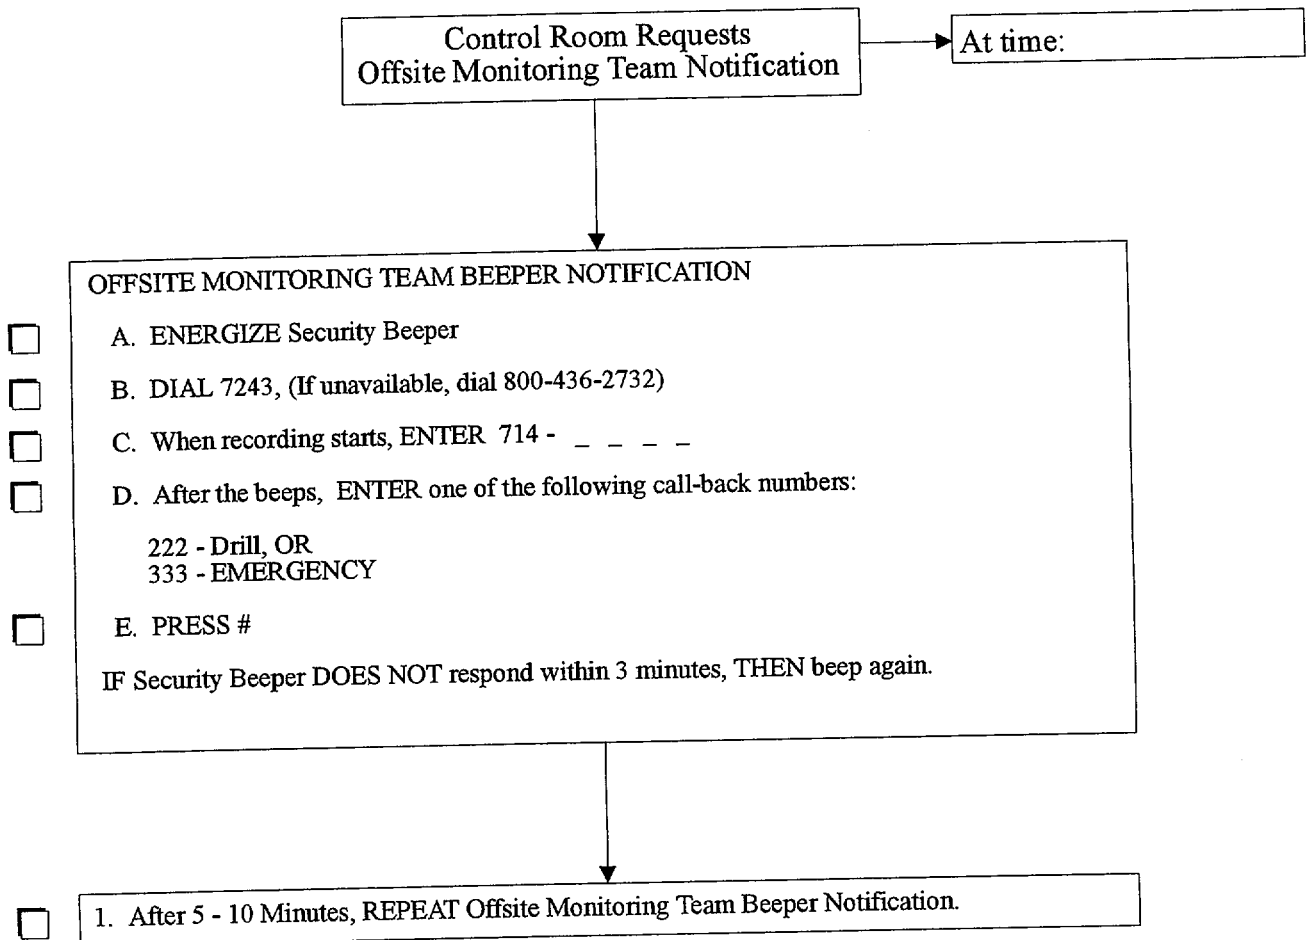 Control Room Requests
Offsite Monitoring Team Notification
At time:
OFFSITE MONITORING TEAM BEEPER NOTIFICATION
A. ENERGIZE Security Beeper
B. DIAL 7243, (If unavailable, dial 800-436-2732)
C. When recording starts, ENTER 714 - _ _ _ _
D. After the beeps, ENTER one of the following call-back numbers:
222 - Drill, OR
333 - EMERGENCY
E. PRESS #
IF Security Beeper DOES NOT respond within 3 minutes, THEN beep again.
1. After 5 - 10 Minutes, REPEAT Offsite Monitoring Team Beeper Notification.